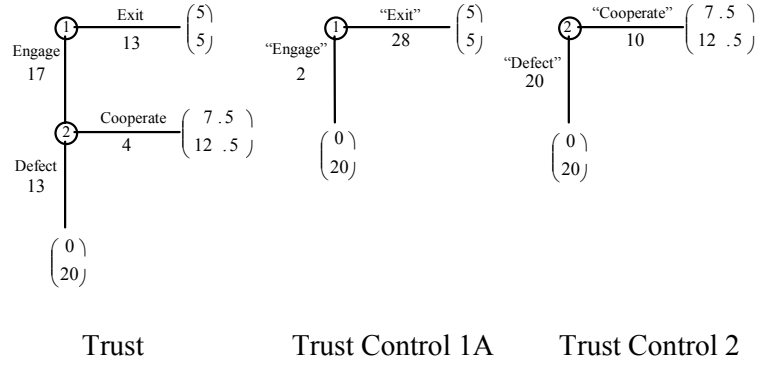 Exit
1
13
5
5
Engage
17
Cooperate
2
4
7 .5
12 .5
Defect
13
0
20
Trust
“Exit”
1
28
5
5
“Engage”
2
0
20
Trust Control 1A
“Cooperate”
2
10
7 .5
12 .5
“Defect”
20
0
20
Trust Control 2